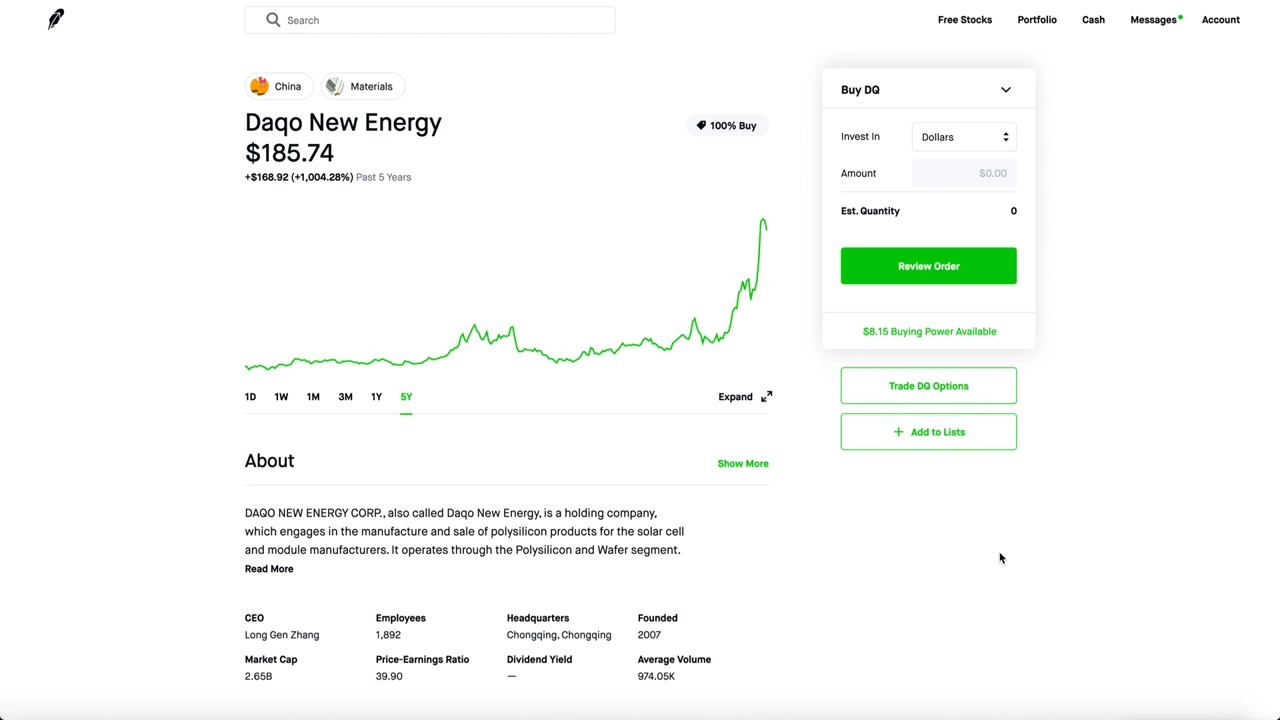 Search
Free Stocks
Portfolio
Cash
Messages
Account
China
Materials
Daqo New Energy
$185.74
+$168.92 (+1,004.28%) Past 5 Years
100% Buy
1D
1W
1M
3M
1Y
5Y
Expand
About
Show More
DAQO NEW ENERGY CORP., also called Daqo New Energy, is a holding company,
which engages in the manufacture and sale of polysilicon products for the solar cell
and module manufacturers. It operates through the Polysilicon and Wafer segment.
Read More
CEO
Long Gen Zhang
Employees
1,892
Headquarters
Chongqing, Chongqing
Founded
2007
Market Cap
2.65B
Price-Earnings Ratio
39.90
Dividend Yield
—
Average Volume
974.05K
Buy DQ
Invest In
Dollars
Amount
$0.00
Est. Quantity
0
Review Order
$8.15 Buying Power Available
Trade DQ Options
+ Add to Lists